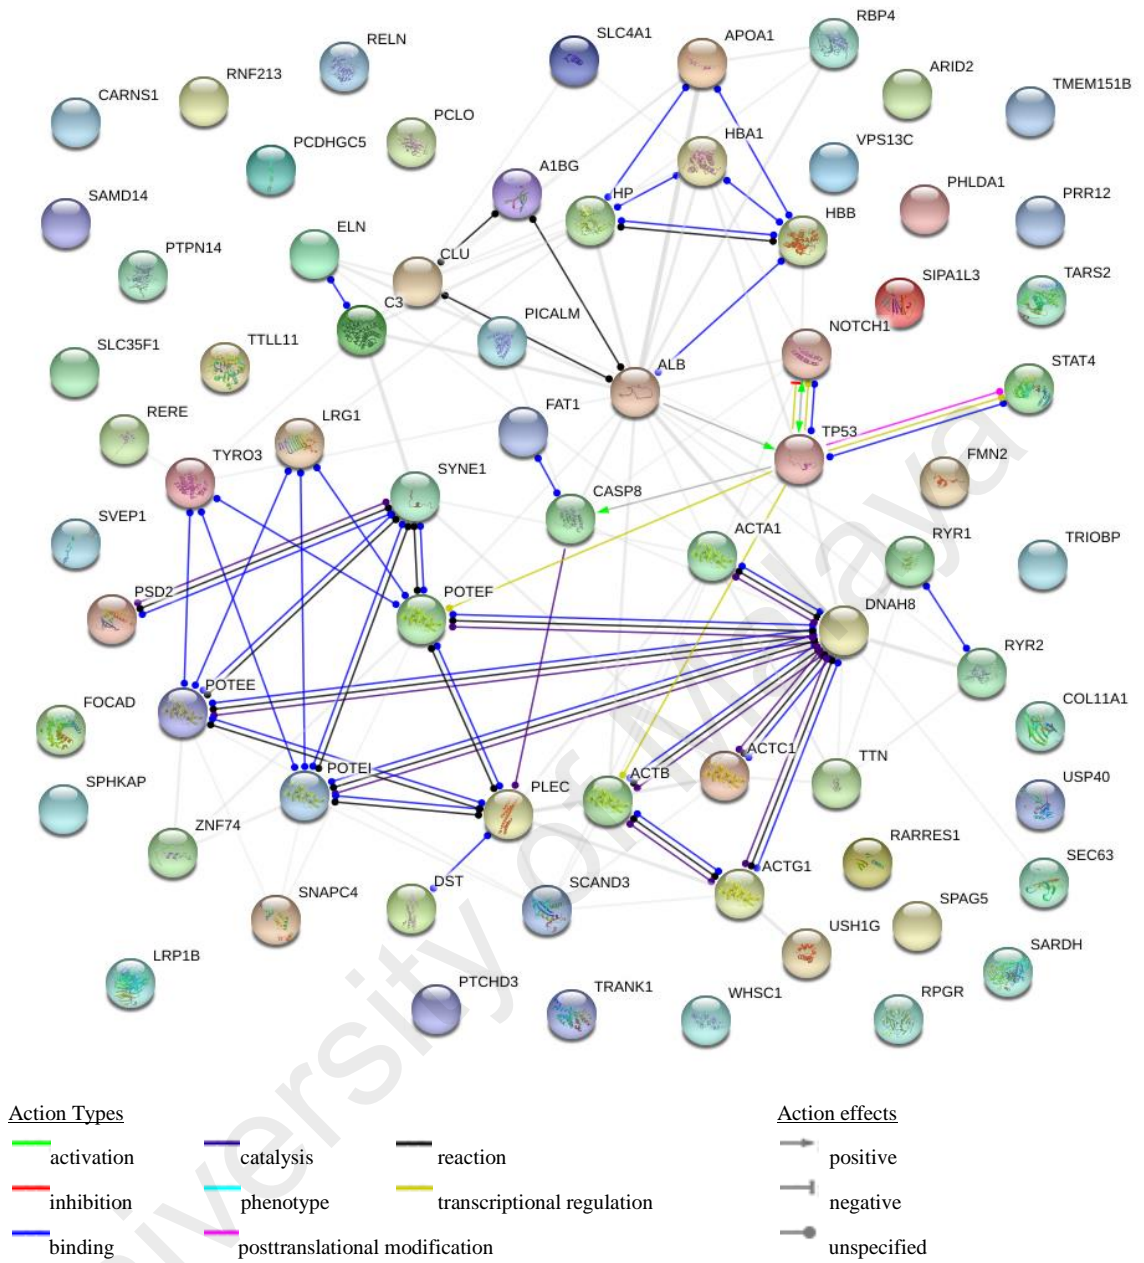 RBP4
SLC4A1
APOA1
RELN
ARID2
RNF213
TMEM151B
CARNS1
PCLO
HBA1
VPS13C
PCDHGC5
A1BG
PHLDA1
HP
PRR12
SAMD14
HBB
ELN
PTPN14
CLU
SIPA1L3
TARS2
C3
PICALM
NOTCH1
SLC35F1
TTLL11
ALB
STAT4
FAT1
RERE
LRG1
TP53
TYRO3
SYNE1
FMN2
CASP8
SVEP1
ACTA1
RYR1
TRIOBP
PSD2
POTEF
DNAH8
RYR2
POTEE
FOCAD
COL11A1
ACTC1
TTN
POTEI
PLEC
ACTB
SPHKAP
USP40
ZNF74
RARRES1
SEC63
ACTG1
DST
SCAND3
SNAPC4
SPAG5
USH1G
LRP1B
SARDH
PTCHD3
TRANK1
WHSC1
RPGR
University of Malaya
Action Types
Action effects
activation
catalysis
reaction
positive
inhibition
phenotype
transcriptional regulation
negative
binding
posttranslational modification
unspecified